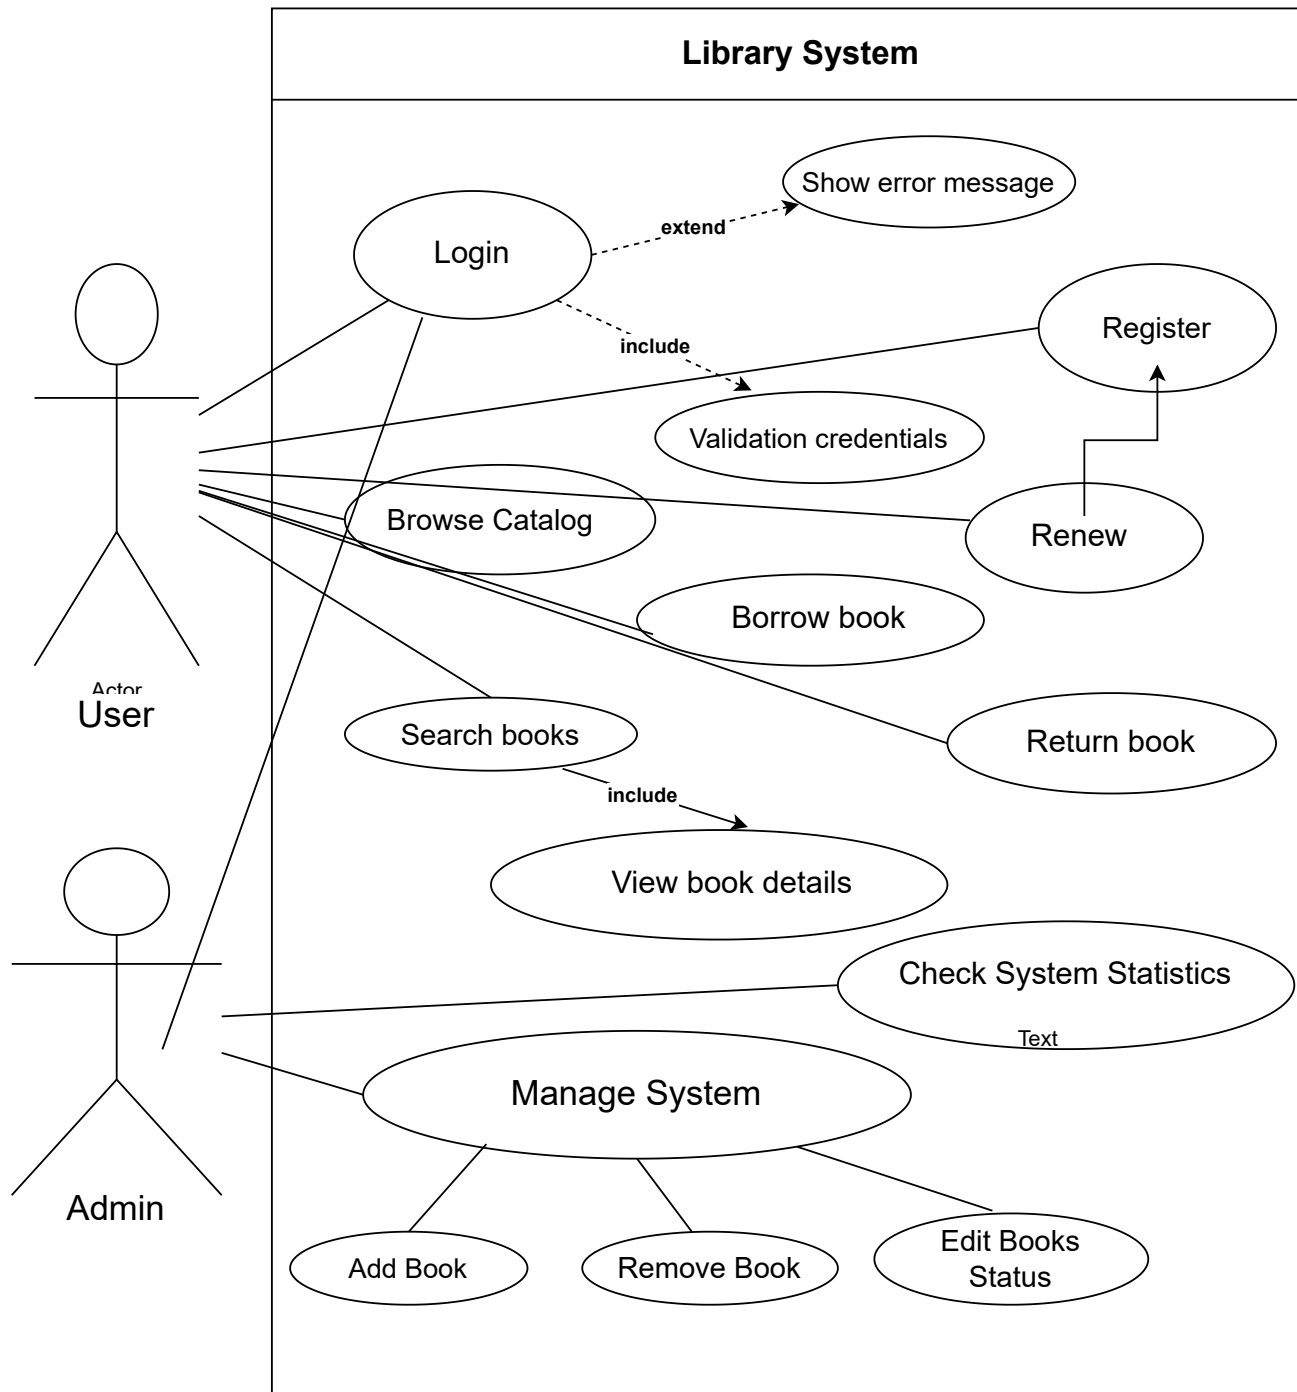 Library System
Show error message
extend
Login
Register
include
Validation credentials
Browse Catalog
Renew
Borrow book
Actor
User
Search books
Return book
include
View book details
Check System Statistics
Text
Manage System
Admin
Add Book
Remove Book
Edit Books
Status